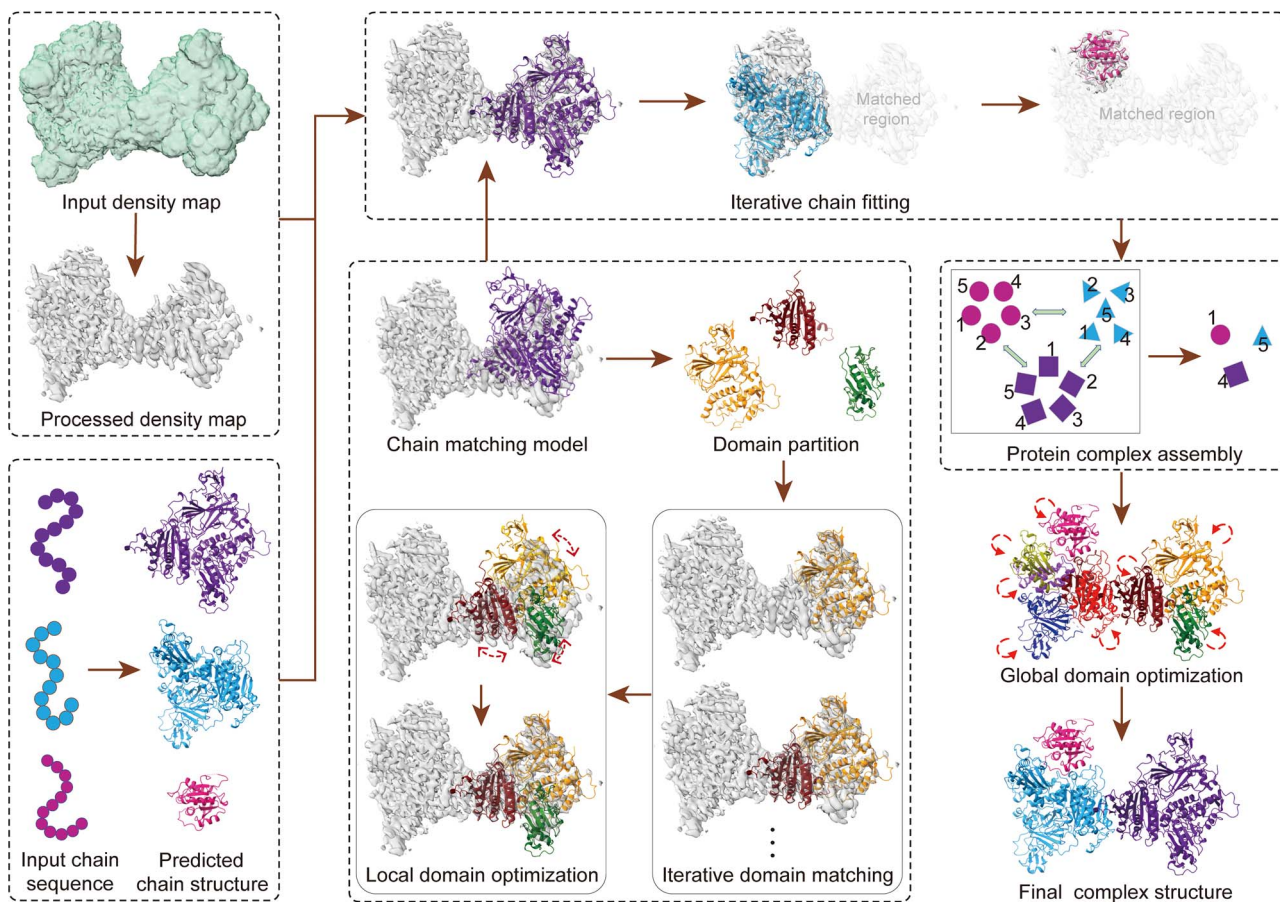 Input density map
Processed density map
Input chain
sequence
Predicted
chain structure
Matched
region
Matched region
Iterative chain fitting
Chain matching model
Domain partition
Local domain optimization
Iterative domain matching
5
4
1
3
2
2
3
5
1
4
1
5
2
4
3
1
5
4
Protein complex assembly
Global domain optimization
Final complex structure